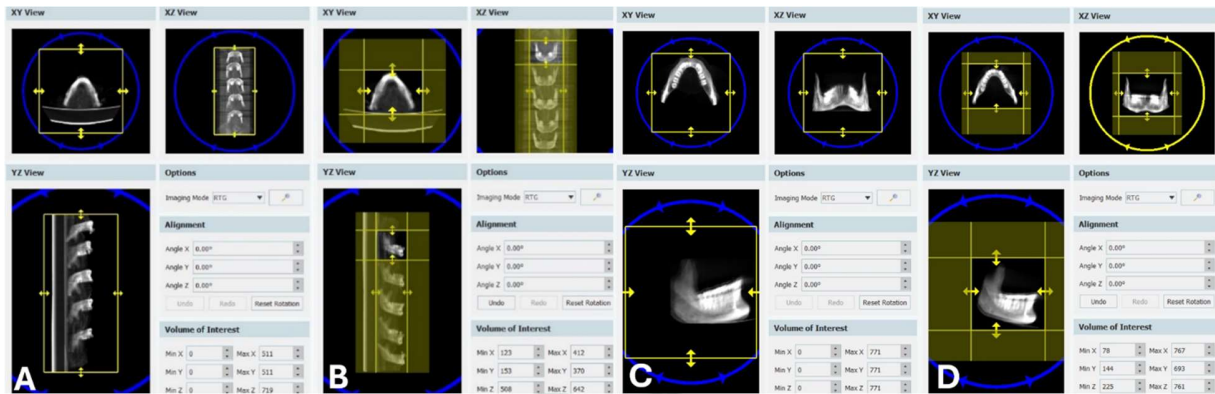 XY View
XZ View
YZ View
Options
Imaging Mode RTG
Alignment
Angle X 0.00°
Angle Y 0.00°
Angle Z 0.00°
Undo Redo Reset Rotation
Volume of Interest
Min X 0 Max X 511
Min Y 0 Max Y 511
Min Z 0 Max Z 719
A
XY View
XZ View
YZ View
Options
Imaging Mode RTG
Alignment
Angle X 0.00°
Angle Y 0.00°
Angle Z 0.00°
Undo Redo Reset Rotation
Volume of Interest
Min X 123 Max X 412
Min Y 153 Max Y 370
Min Z 508 Max Z 642
B
XY View
XZ View
YZ View
Options
Imaging Mode RTG
Alignment
Angle X 0.00°
Angle Y 0.00°
Angle Z 0.00°
Undo Redo Reset Rotation
Volume of Interest
Min X 0 Max X 771
Min Y 0 Max Y 771
Min Z 0 Max Z 771
C
XY View
XZ View
YZ View
Options
Imaging Mode RTG
Alignment
Angle X 0.00°
Angle Y 0.00°
Angle Z 0.00°
Undo Redo Reset Rotation
Volume of Interest
Min X 78 Max X 767
Min Y 144 Max Y 693
Min Z 225 Max Z 761
D